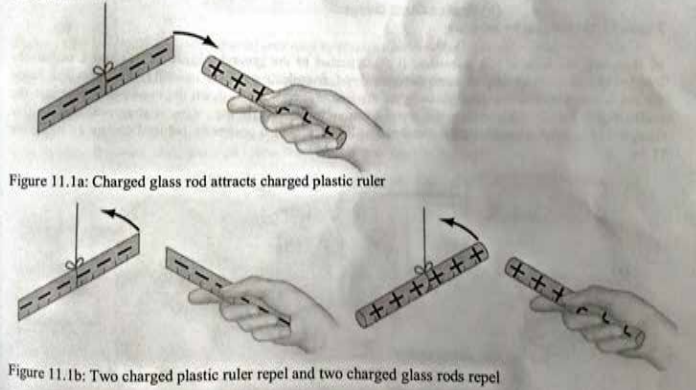 Figure 11.1a: Charged glass rod attracts charged plastic ruler
Figure 11.1b: Two charged plastic ruler repel and two charged glass rods repel